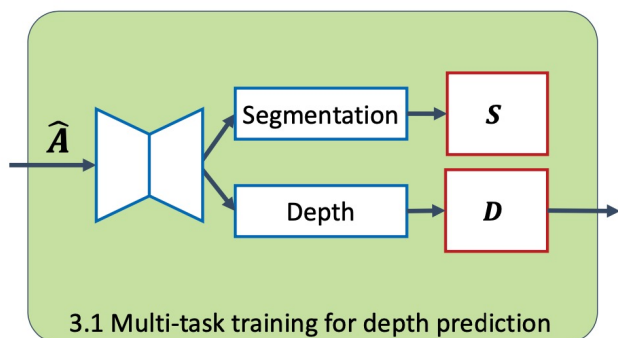 Â
Segmentation
S
Depth
D
3.1 Multi-task training for depth prediction